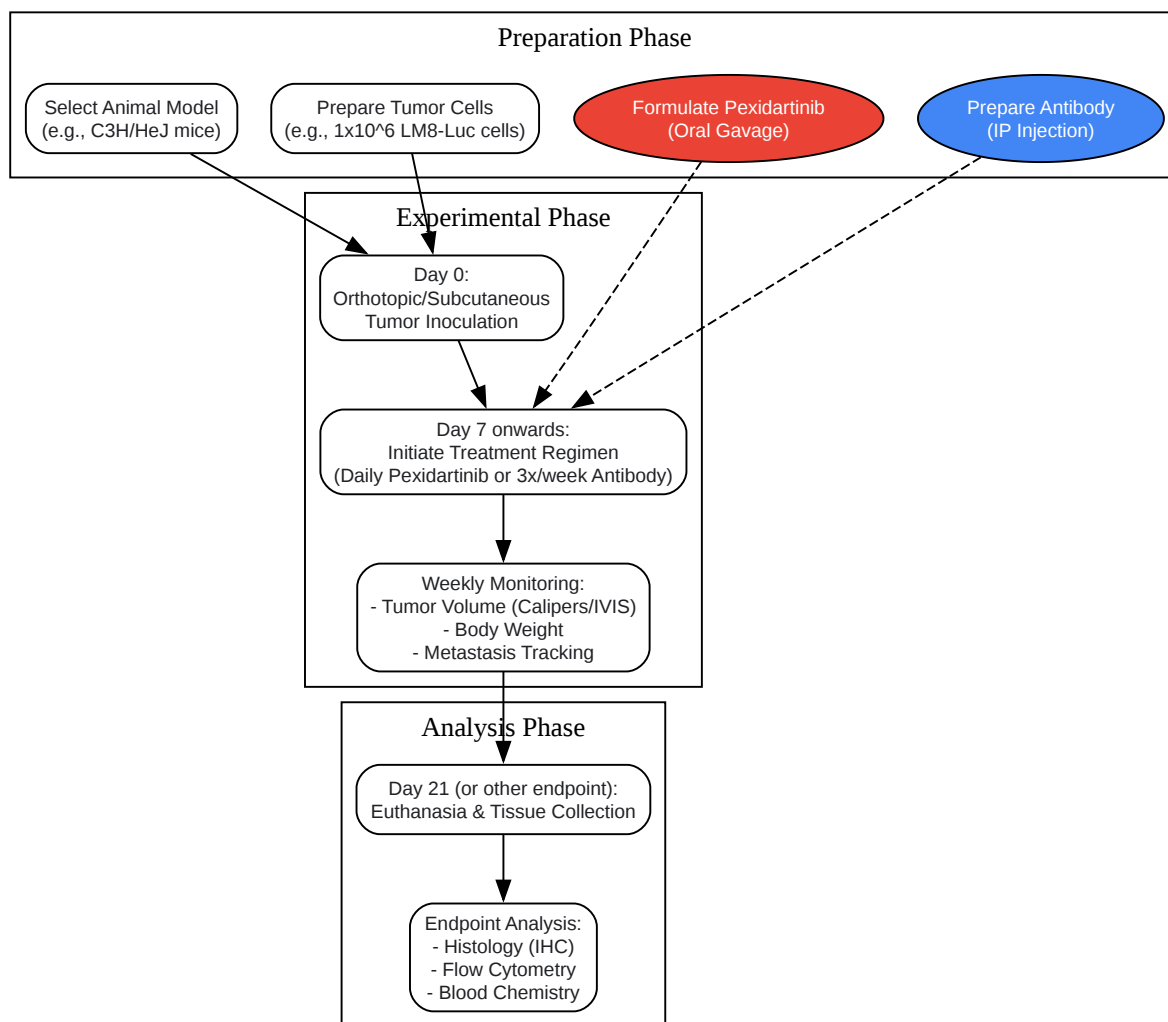 Preparation Phase
Select Animal Model
(e.g., C3H/HeJ mice)
Prepare Tumor Cells
(e.g., 1x10^6 LM8-Luc cells)
Formulate Pexidartinib
(Oral Gavage)
Prepare Antibody
(IP Injection)
Experimental Phase
Day 0:
Orthotopic/Subcutaneous
Tumor Inoculation
Day 7 onwards:
Initiate Treatment Regimen
(Daily Pexidartinib or 3x/week Antibody)
Weekly Monitoring:
- Tumor Volume (Calipers/IVIS)
- Body Weight
- Metastasis Tracking
Analysis Phase
Day 21 (or other endpoint):
Euthanasia & Tissue Collection
Endpoint Analysis:
- Histology (IHC)
- Flow Cytometry
- Blood Chemistry